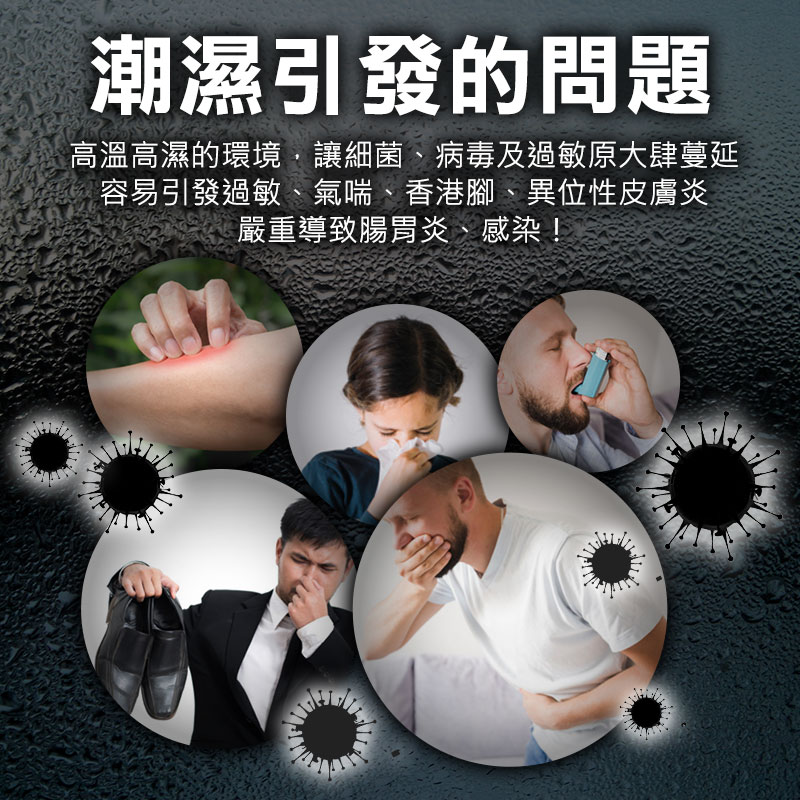 潮濕引發的問題
高溫高濕的環境，讓細菌、病毒及過敏原大肆蔓延
容易引發過敏、氣喘、香港腳、異位性皮膚炎
嚴重導致腸胃炎、感染！